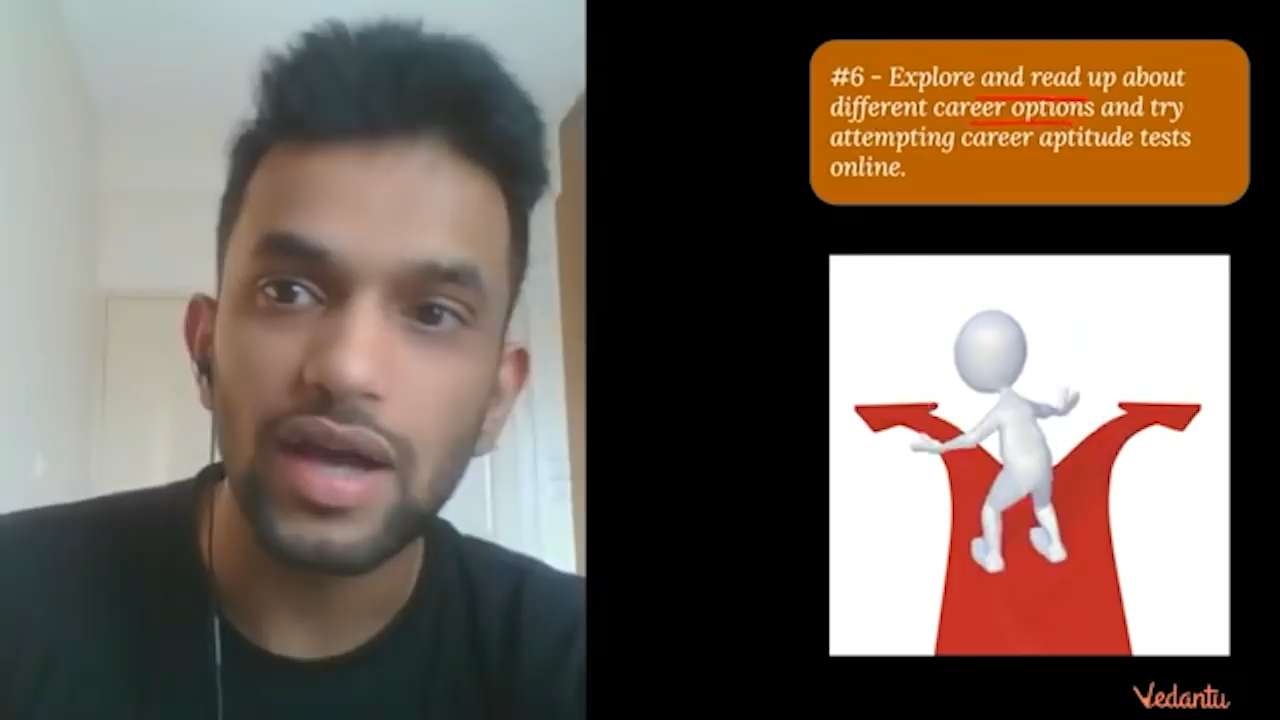 #6 - Explore and read up about
different career options and try
attempting career aptitude tests
online.
Vedantu